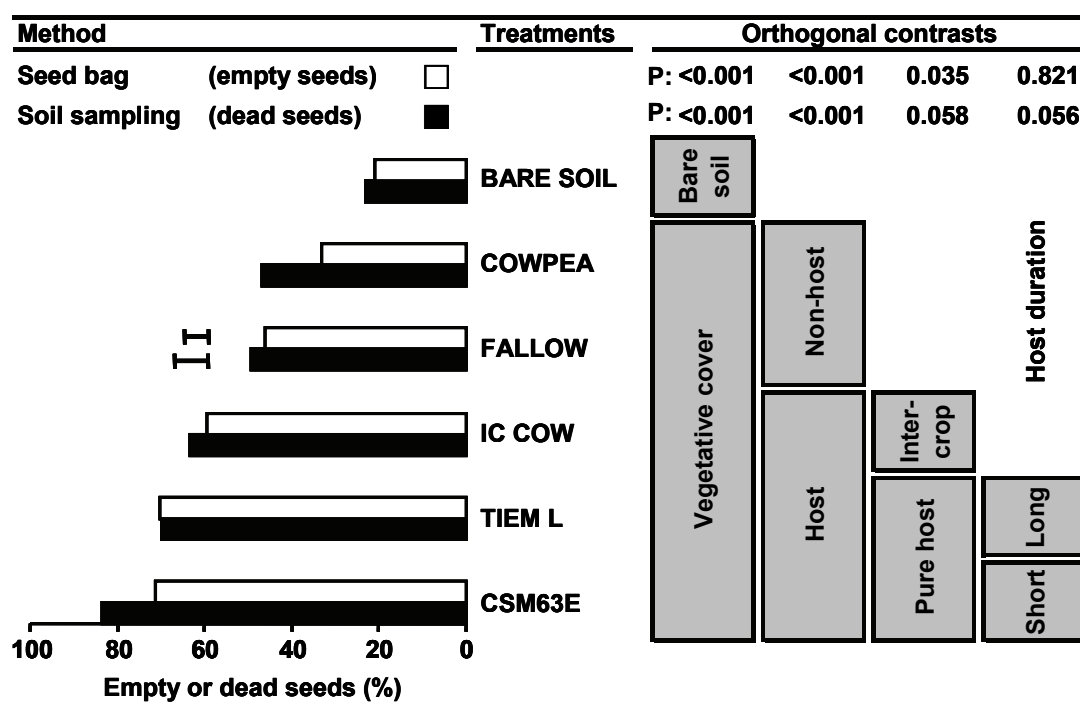 Method Treatments Orthogonal contrasts
Seed bag (empty seeds) P: <0.001 <0.001 0.035 0.821
Soil sampling (dead seeds) P: <0.001 <0.001 0.058 0.056
BARE SOIL
COWPEA
FALLOW
IC COW
TIEM L
CSM63E
Bare
soil
Vegetative cover
Non-host
Host
Inter-
crop
Pure host
Host duration
Long
Short
100 80 60 40 20 0
Empty or dead seeds (%)